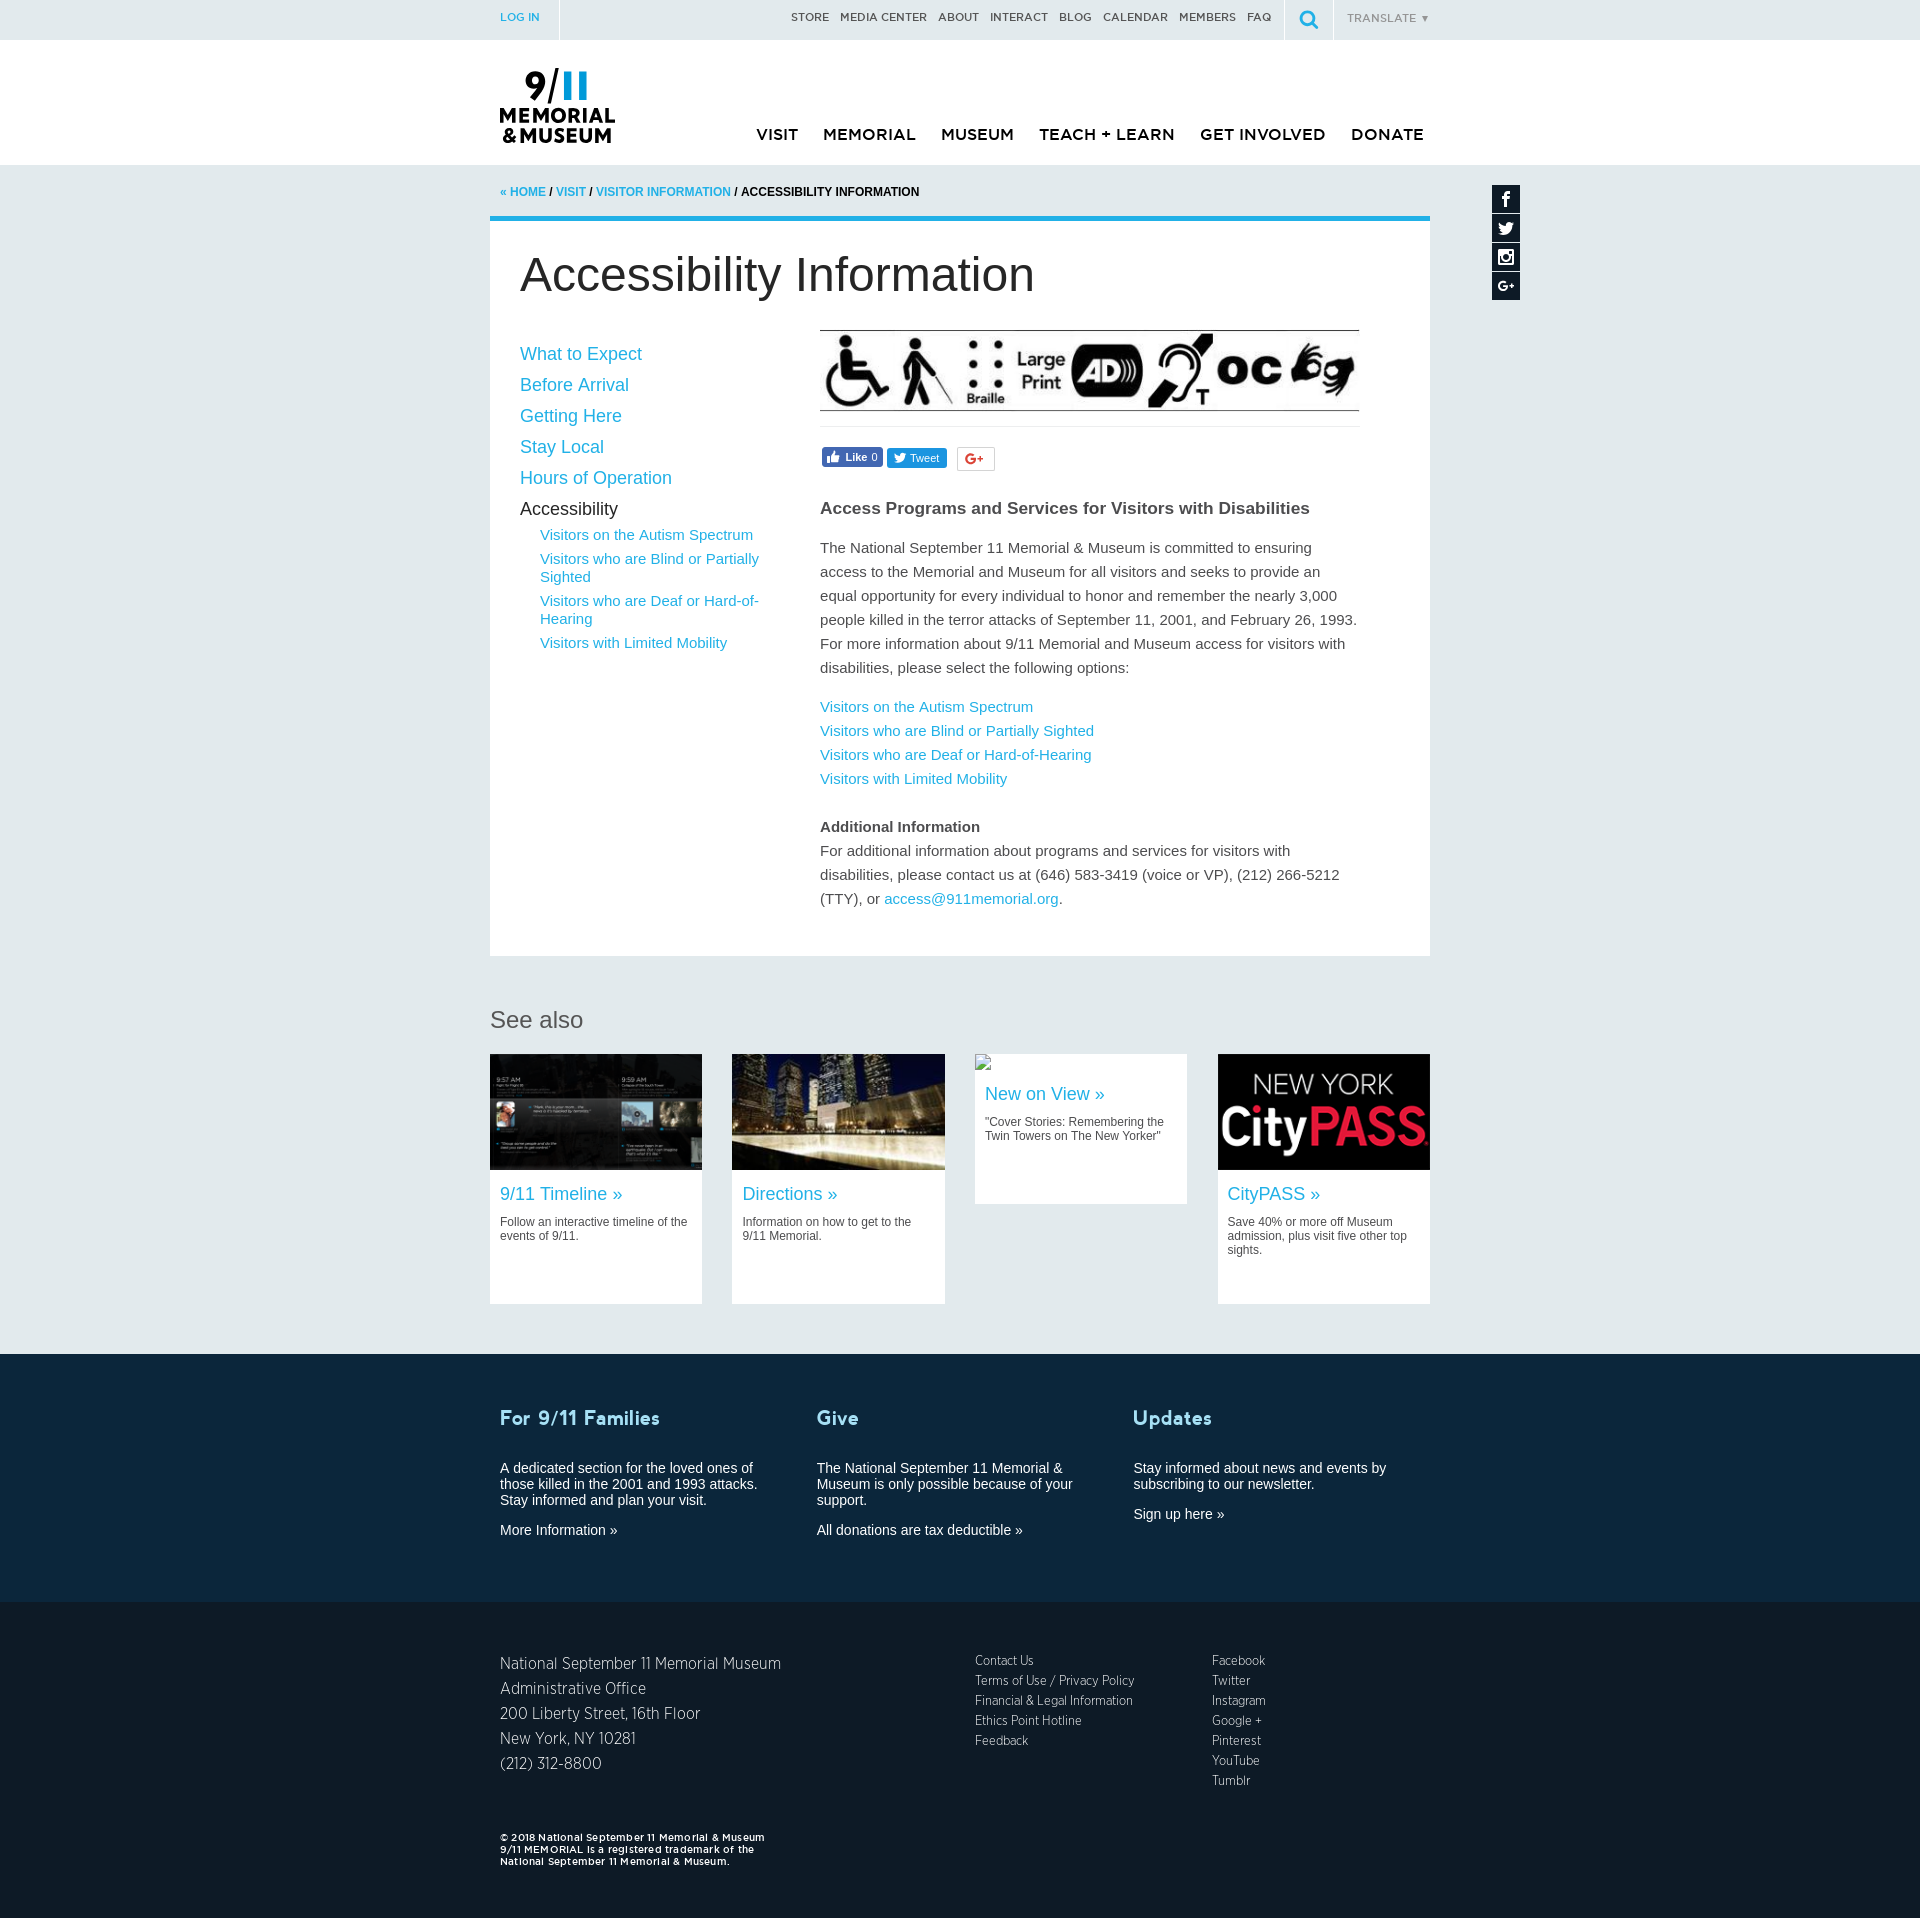 LOG IN
STORE MEDIA CENTER ABOUT INTERACT BLOG CALENDAR MEMBERS FAQ
TRANSLATE ▼
9/11
MEMORIAL
& MUSEUM
VISIT MEMORIAL MUSEUM TEACH + LEARN GET INVOLVED DONATE
« HOME / VISIT / VISITOR INFORMATION / ACCESSIBILITY INFORMATION
Accessibility Information
What to Expect
Before Arrival
Getting Here
Stay Local
Hours of Operation
Accessibility
Visitors on the Autism Spectrum
Visitors who are Blind or Partially
Sighted
Visitors who are Deaf or Hard-of-
Hearing
Visitors with Limited Mobility
Braille
Large
Print
AD
T
OC
Like 0
Tweet
G+
Access Programs and Services for Visitors with Disabilities
The National September 11 Memorial & Museum is committed to ensuring
access to the Memorial and Museum for all visitors and seeks to provide an
equal opportunity for every individual to honor and remember the nearly 3,000
people killed in the terror attacks of September 11, 2001, and February 26, 1993.
For more information about 9/11 Memorial and Museum access for visitors with
disabilities, please select the following options:
Visitors on the Autism Spectrum
Visitors who are Blind or Partially Sighted
Visitors who are Deaf or Hard-of-Hearing
Visitors with Limited Mobility
Additional Information
For additional information about programs and services for visitors with
disabilities, please contact us at (646) 583-3419 (voice or VP), (212) 266-5212
(TTY), or access@911memorial.org.
See also
9:57 AM
9:59 AM
9/11 Timeline »
Follow an interactive timeline of the
events of 9/11.
Directions »
Information on how to get to the
9/11 Memorial.
New on View »
"Cover Stories: Remembering the
Twin Towers on The New Yorker"
NEW YORK
CityPASS
CityPASS »
Save 40% or more off Museum
admission, plus visit five other top
sights.
For 9/11 Families
A dedicated section for the loved ones of
those killed in the 2001 and 1993 attacks.
Stay informed and plan your visit.
More Information »
Give
The National September 11 Memorial &
Museum is only possible because of your
support.
All donations are tax deductible »
Updates
Stay informed about news and events by
subscribing to our newsletter.
Sign up here »
National September 11 Memorial Museum
Administrative Office
200 Liberty Street, 16th Floor
New York, NY 10281
(212) 312-8800
Contact Us
Terms of Use / Privacy Policy
Financial & Legal Information
Ethics Point Hotline
Feedback
Facebook
Twitter
Instagram
Google +
Pinterest
YouTube
Tumblr
© 2018 National September 11 Memorial & Museum
9/11 MEMORIAL is a registered trademark of the
National September 11 Memorial & Museum.